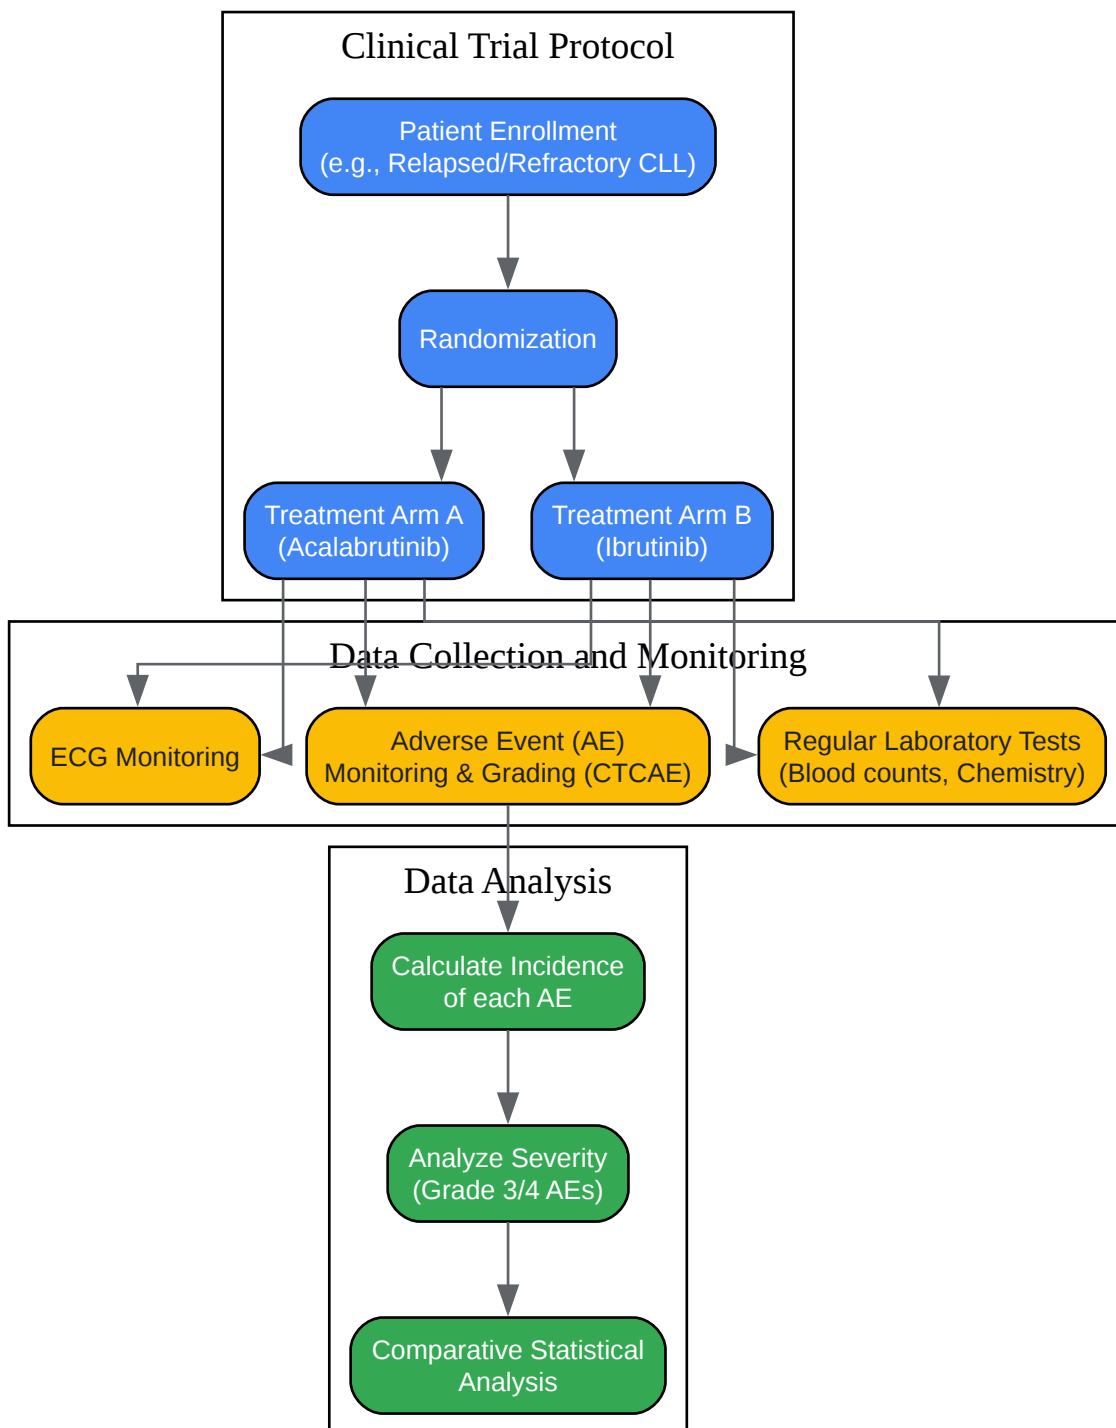 Clinical Trial Protocol
Patient Enrollment
(e.g., Relapsed/Refractory CLL)
Randomization
Treatment Arm A
(Acalabrutinib)
Treatment Arm B
(Ibrutinib)
Data Collection and Monitoring
ECG Monitoring
Adverse Event (AE)
Monitoring & Grading (CTCAE)
Regular Laboratory Tests
(Blood counts, Chemistry)
Data Analysis
Calculate Incidence
of each AE
Analyze Severity
(Grade 3/4 AEs)
Comparative Statistical
Analysis